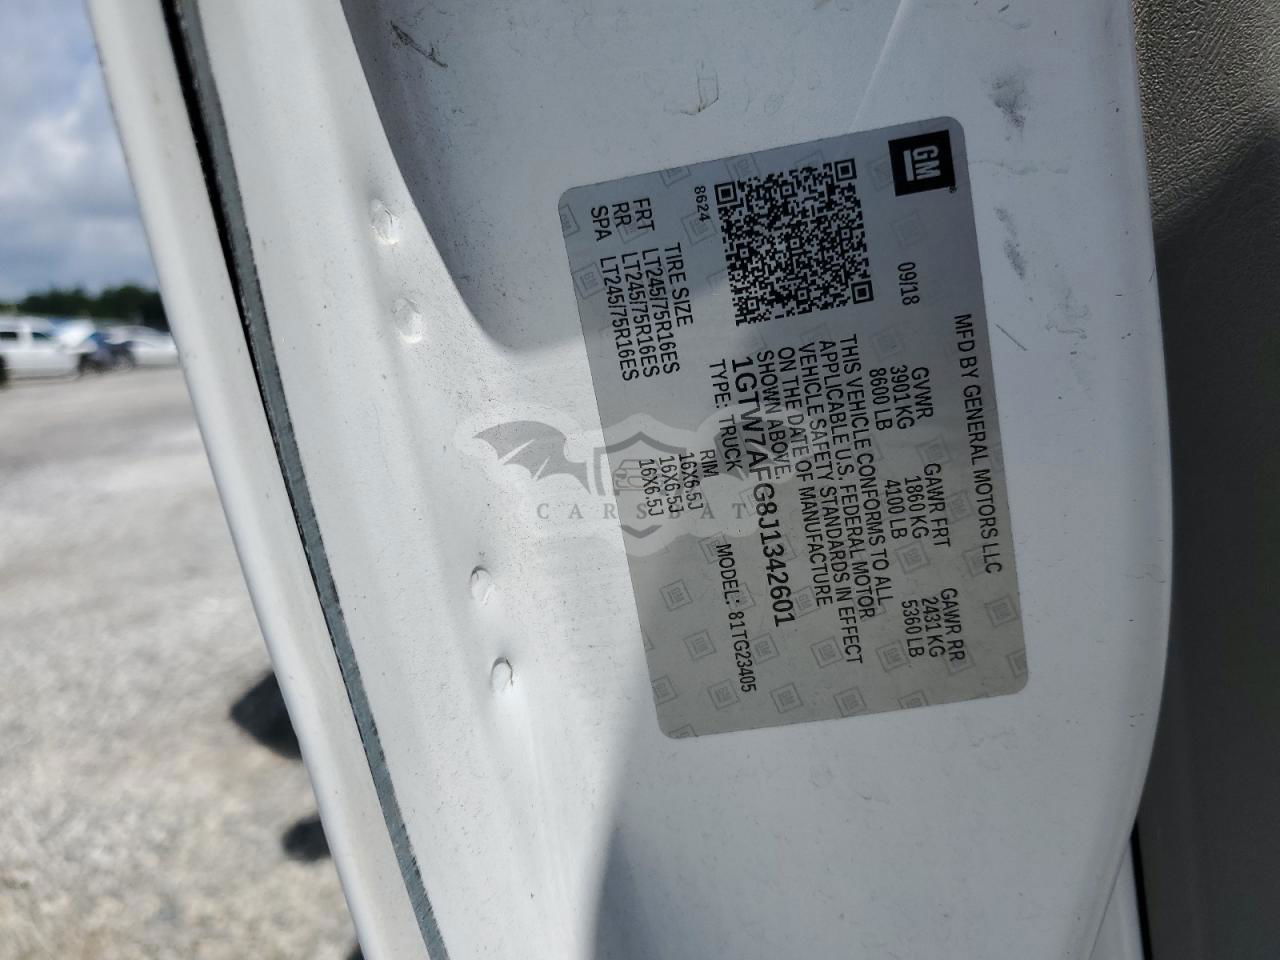 GM
MFD BY GENERAL MOTORS LLC
09/18
GVWR GAWR FRT GAWR RR
3901 KG 1860 KG 2431 KG
8600 LB 4100 LB 5360 LB
THIS VEHICLE CONFORMS TO ALL
APPLICABLE U.S. FEDERAL MOTOR
VEHICLE SAFETY STANDARDS IN EFFECT
ON THE DATE OF MANUFACTURE
SHOWN ABOVE.
1GTW7AFG8J1342601
8624
TYPE: TRUCK MODEL: 81TG23405
TIRE SIZE RIM
FRT LT245/75R16ES 16X6.5J
RR LT245/75R16ES 16X6.5J
SPA LT245/75R16ES 16X6.5J
CARSBAT